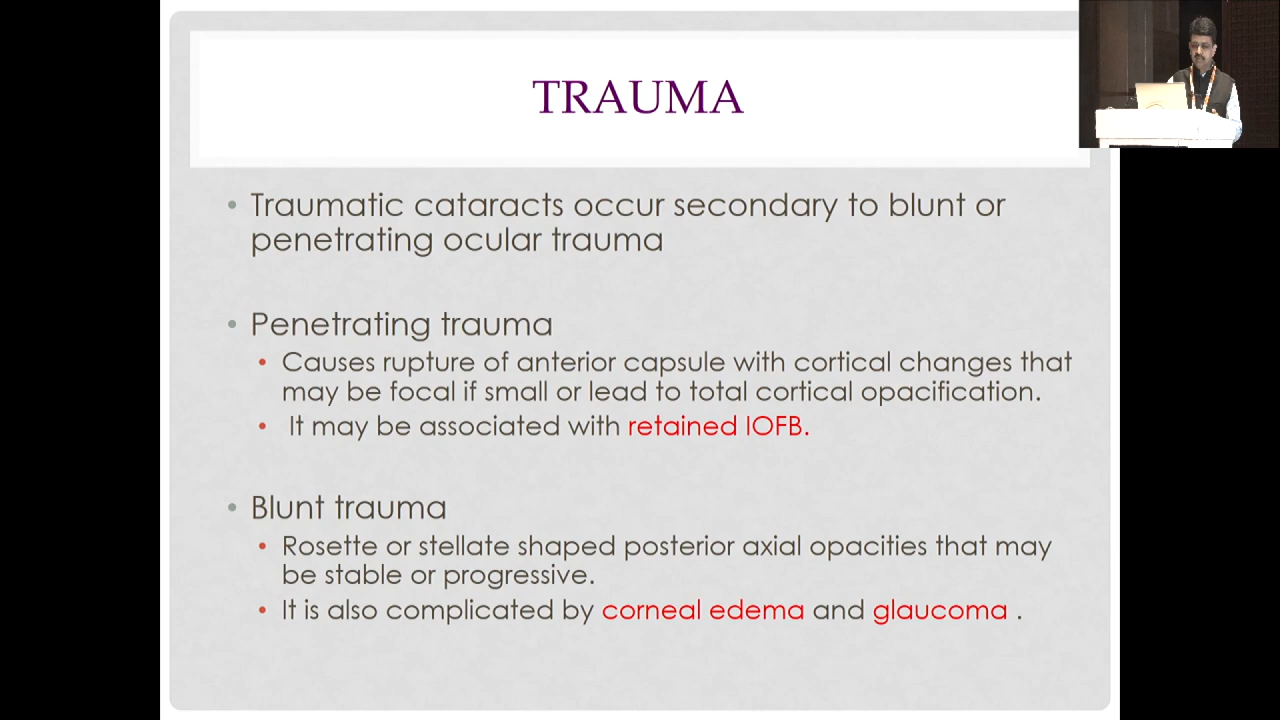 TRAUMA
• Traumatic cataracts occur secondary to blunt or
penetrating ocular trauma
• Penetrating trauma
• Causes rupture of anterior capsule with cortical changes that
may be focal if small or lead to total cortical opacification.
• It may be associated with retained IOFB.
• Blunt trauma
• Rosette or stellate shaped posterior axial opacities that may
be stable or progressive.
• It is also complicated by corneal edema and glaucoma .